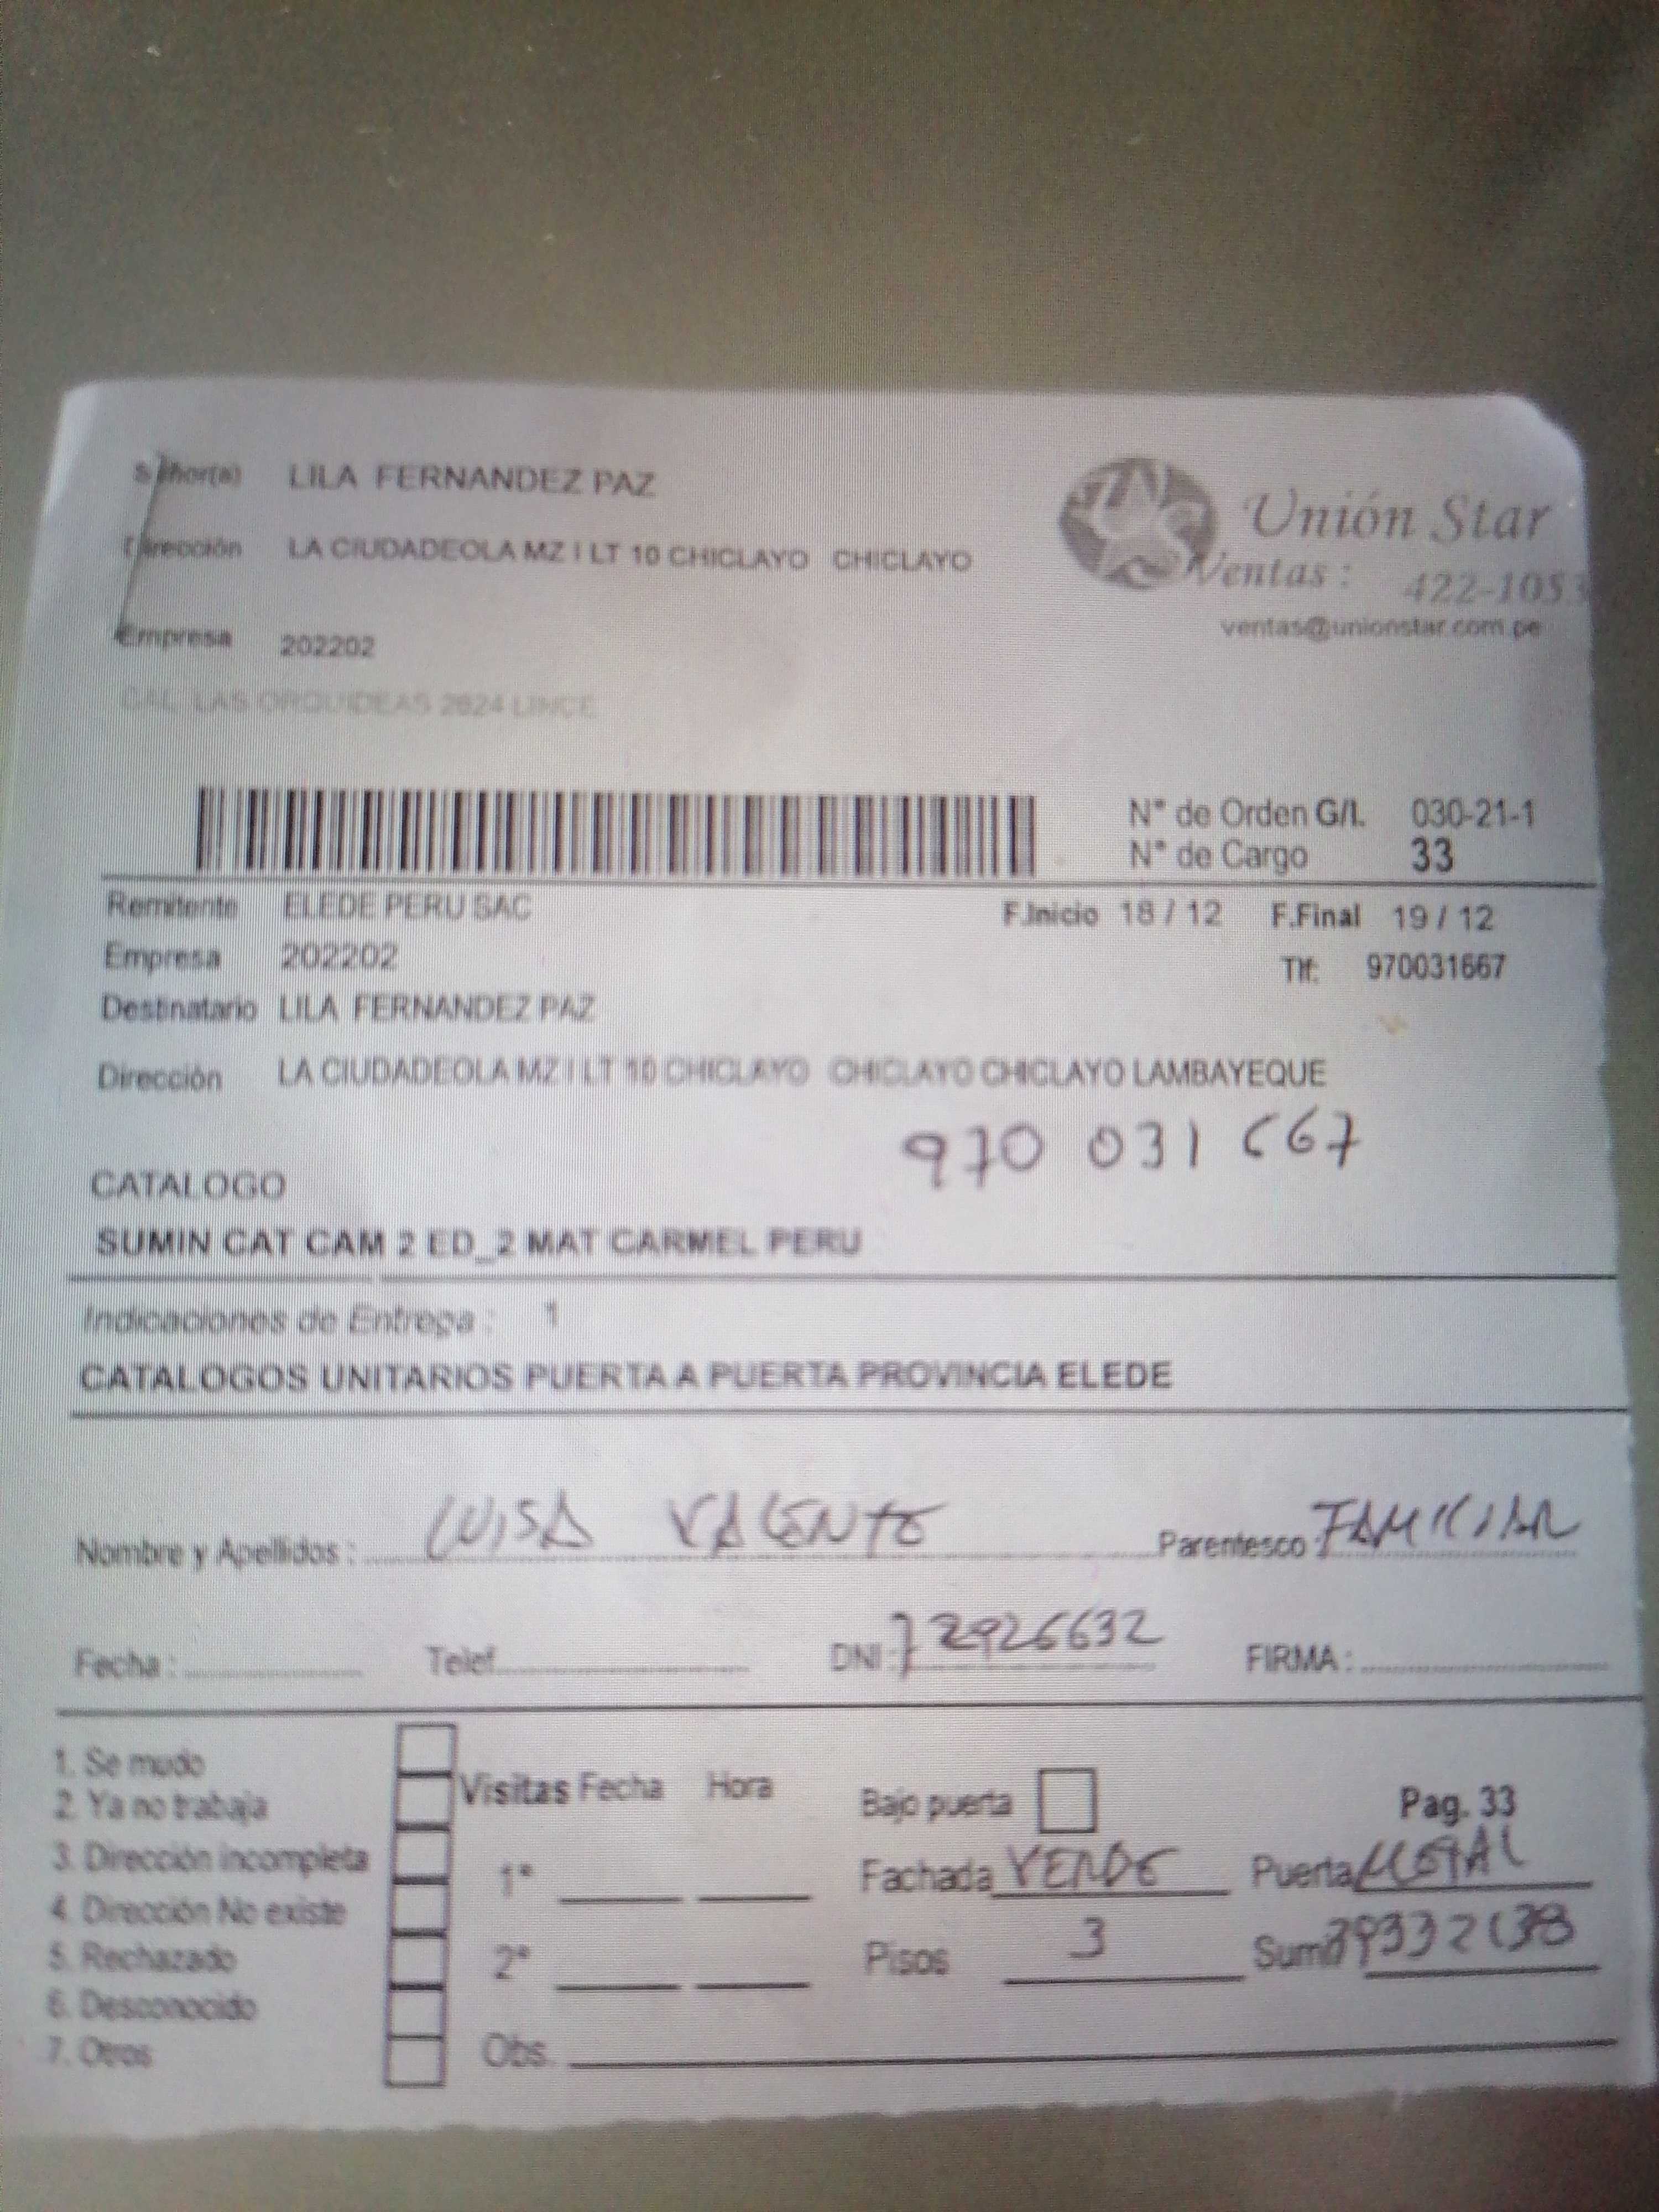 Señor(a) LILA FERNANDEZ PAZ
Dirección LA CIUDADEOLA MZ I LT 10 CHICLAYO CHICLAYO
Unión Star
Ventas : 422-1053
ventas@unionstar.com.pe
Empresa 202202
CAL LAS ORQUIDEAS 2624 LINCE
N° de Orden G/I. 030-21-1
N° de Cargo 33
Remitente ELEDE PERU SAC F.Inicio 18 / 12 F.Final 19 / 12
Empresa 202202 Tlf: 970031667
Destinatario LILA FERNANDEZ PAZ
Dirección LA CIUDADEOLA MZ I LT 10 CHICLAYO CHICLAYO CHICLAYO LAMBAYEQUE
970 031 667
CATALOGO
SUMIN CAT CAM 2 ED_2 MAT CARMEL PERU
Indicaciones de Entrega : 1
CATALOGOS UNITARIOS PUERTA A PUERTA PROVINCIA ELEDE
Nombre y Apellidos : LUISA Parentesco : FAMILIAR
Fecha : Telef. DNI : 72926632 FIRMA :
1. Se mudo
2. Ya no trabaja
3. Dirección incompleta
4. Dirección No existe
5. Rechazado
6. Desconocido
7. Otros
Visitas Fecha Hora
1°
2°
Obs.
Bajo puerta Pag. 33
Fachada VERDE Puerta METAL
Pisos 3 Sumi